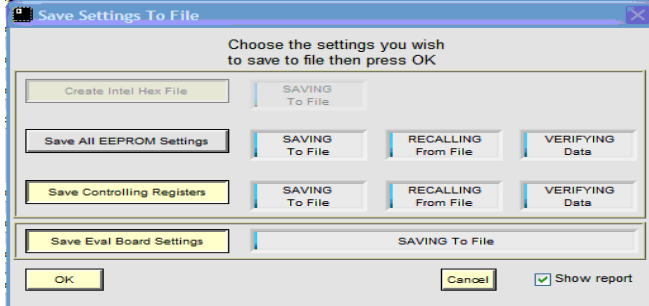 Save Settings To File
Choose the settings you wish
to save to file then press OK
Create Intel Hex File
SAVING
To File
Save All EEPROM Settings
SAVING
To File
RECALLING
From File
VERIFYING
Data
Save Controlling Registers
SAVING
To File
RECALLING
From File
VERIFYING
Data
Save Eval Board Settings
SAVING To File
OK
Cancel
Show report